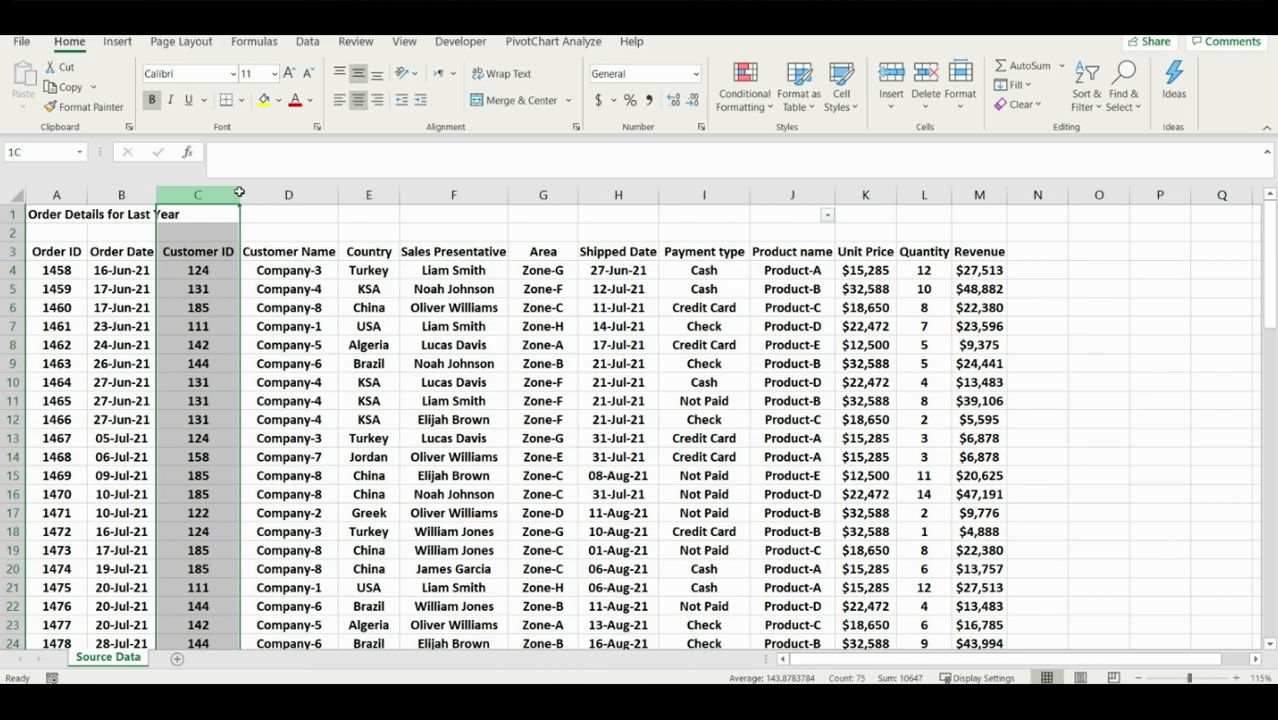 File Home Insert Page Layout Formulas Data Review View Developer PivotChart Analyze Help Share Comments
Paste Cut Copy Format Painter Clipboard
Calibri 11 B I U A Font
Wrap Text Merge & Center Alignment
General $ % Number
Conditional Formatting Format as Table Cell Styles Styles
Insert Delete Format Cells
AutoSum Fill Clear Sort & Filter Find & Select Editing
Ideas Ideas
1C fx
A B C D E F G H I J K L M N O P Q
1 Order Details for Last Year
2
3 Order ID Order Date Customer ID Customer Name Country Sales Presentative Area Shipped Date Payment type Product name Unit Price Quantity Revenue
4 1458 16-Jun-21 124 Company-3 Turkey Liam Smith Zone-G 27-Jun-21 Cash Product-A $15,285 12 $27,513
5 1459 17-Jun-21 131 Company-4 KSA Noah Johnson Zone-F 12-Jul-21 Cash Product-B $32,588 10 $48,882
6 1460 17-Jun-21 185 Company-8 China Oliver Williams Zone-C 11-Jul-21 Credit Card Product-C $18,650 8 $22,380
7 1461 23-Jun-21 111 Company-1 USA Liam Smith Zone-H 14-Jul-21 Check Product-D $22,472 7 $23,596
8 1462 24-Jun-21 142 Company-5 Algeria Lucas Davis Zone-A 17-Jul-21 Credit Card Product-E $12,500 5 $9,375
9 1463 26-Jun-21 144 Company-6 Brazil Noah Johnson Zone-B 21-Jul-21 Check Product-B $32,588 5 $24,441
10 1464 27-Jun-21 131 Company-4 KSA Lucas Davis Zone-F 21-Jul-21 Cash Product-D $22,472 4 $13,483
11 1465 27-Jun-21 131 Company-4 KSA Liam Smith Zone-F 21-Jul-21 Not Paid Product-B $32,588 8 $39,106
12 1466 27-Jun-21 131 Company-4 KSA Elijah Brown Zone-F 21-Jul-21 Check Product-C $18,650 2 $5,595
13 1467 05-Jul-21 124 Company-3 Turkey Lucas Davis Zone-G 31-Jul-21 Credit Card Product-A $15,285 3 $6,878
14 1468 06-Jul-21 158 Company-7 Jordan Oliver Williams Zone-E 31-Jul-21 Credit Card Product-A $15,285 3 $6,878
15 1469 09-Jul-21 185 Company-8 China Elijah Brown Zone-C 08-Aug-21 Not Paid Product-E $12,500 11 $20,625
16 1470 10-Jul-21 185 Company-8 China Noah Johnson Zone-C 31-Jul-21 Not Paid Product-D $22,472 14 $47,191
17 1471 10-Jul-21 122 Company-2 Greek Oliver Williams Zone-D 11-Aug-21 Not Paid Product-B $32,588 2 $9,776
18 1472 16-Jul-21 124 Company-3 Turkey William Jones Zone-G 10-Aug-21 Credit Card Product-B $32,588 1 $4,888
19 1473 17-Jul-21 185 Company-8 China William Jones Zone-C 01-Aug-21 Not Paid Product-C $18,650 8 $22,380
20 1474 19-Jul-21 185 Company-8 China James Garcia Zone-C 06-Aug-21 Cash Product-A $15,285 6 $13,757
21 1475 20-Jul-21 111 Company-1 USA Liam Smith Zone-H 06-Aug-21 Cash Product-A $15,285 12 $27,513
22 1476 20-Jul-21 144 Company-6 Brazil William Jones Zone-B 11-Aug-21 Not Paid Product-D $22,472 4 $13,483
23 1477 20-Jul-21 142 Company-5 Algeria Oliver Williams Zone-A 13-Aug-21 Check Product-C $18,650 6 $16,785
24 1478 28-Jul-21 144 Company-6 Brazil Elijah Brown Zone-B 16-Aug-21 Check Product-B $32,588 9 $43,994
Source Data
Ready Average: 143.8783784 Count: 75 Sum: 10647 Display Settings 115%